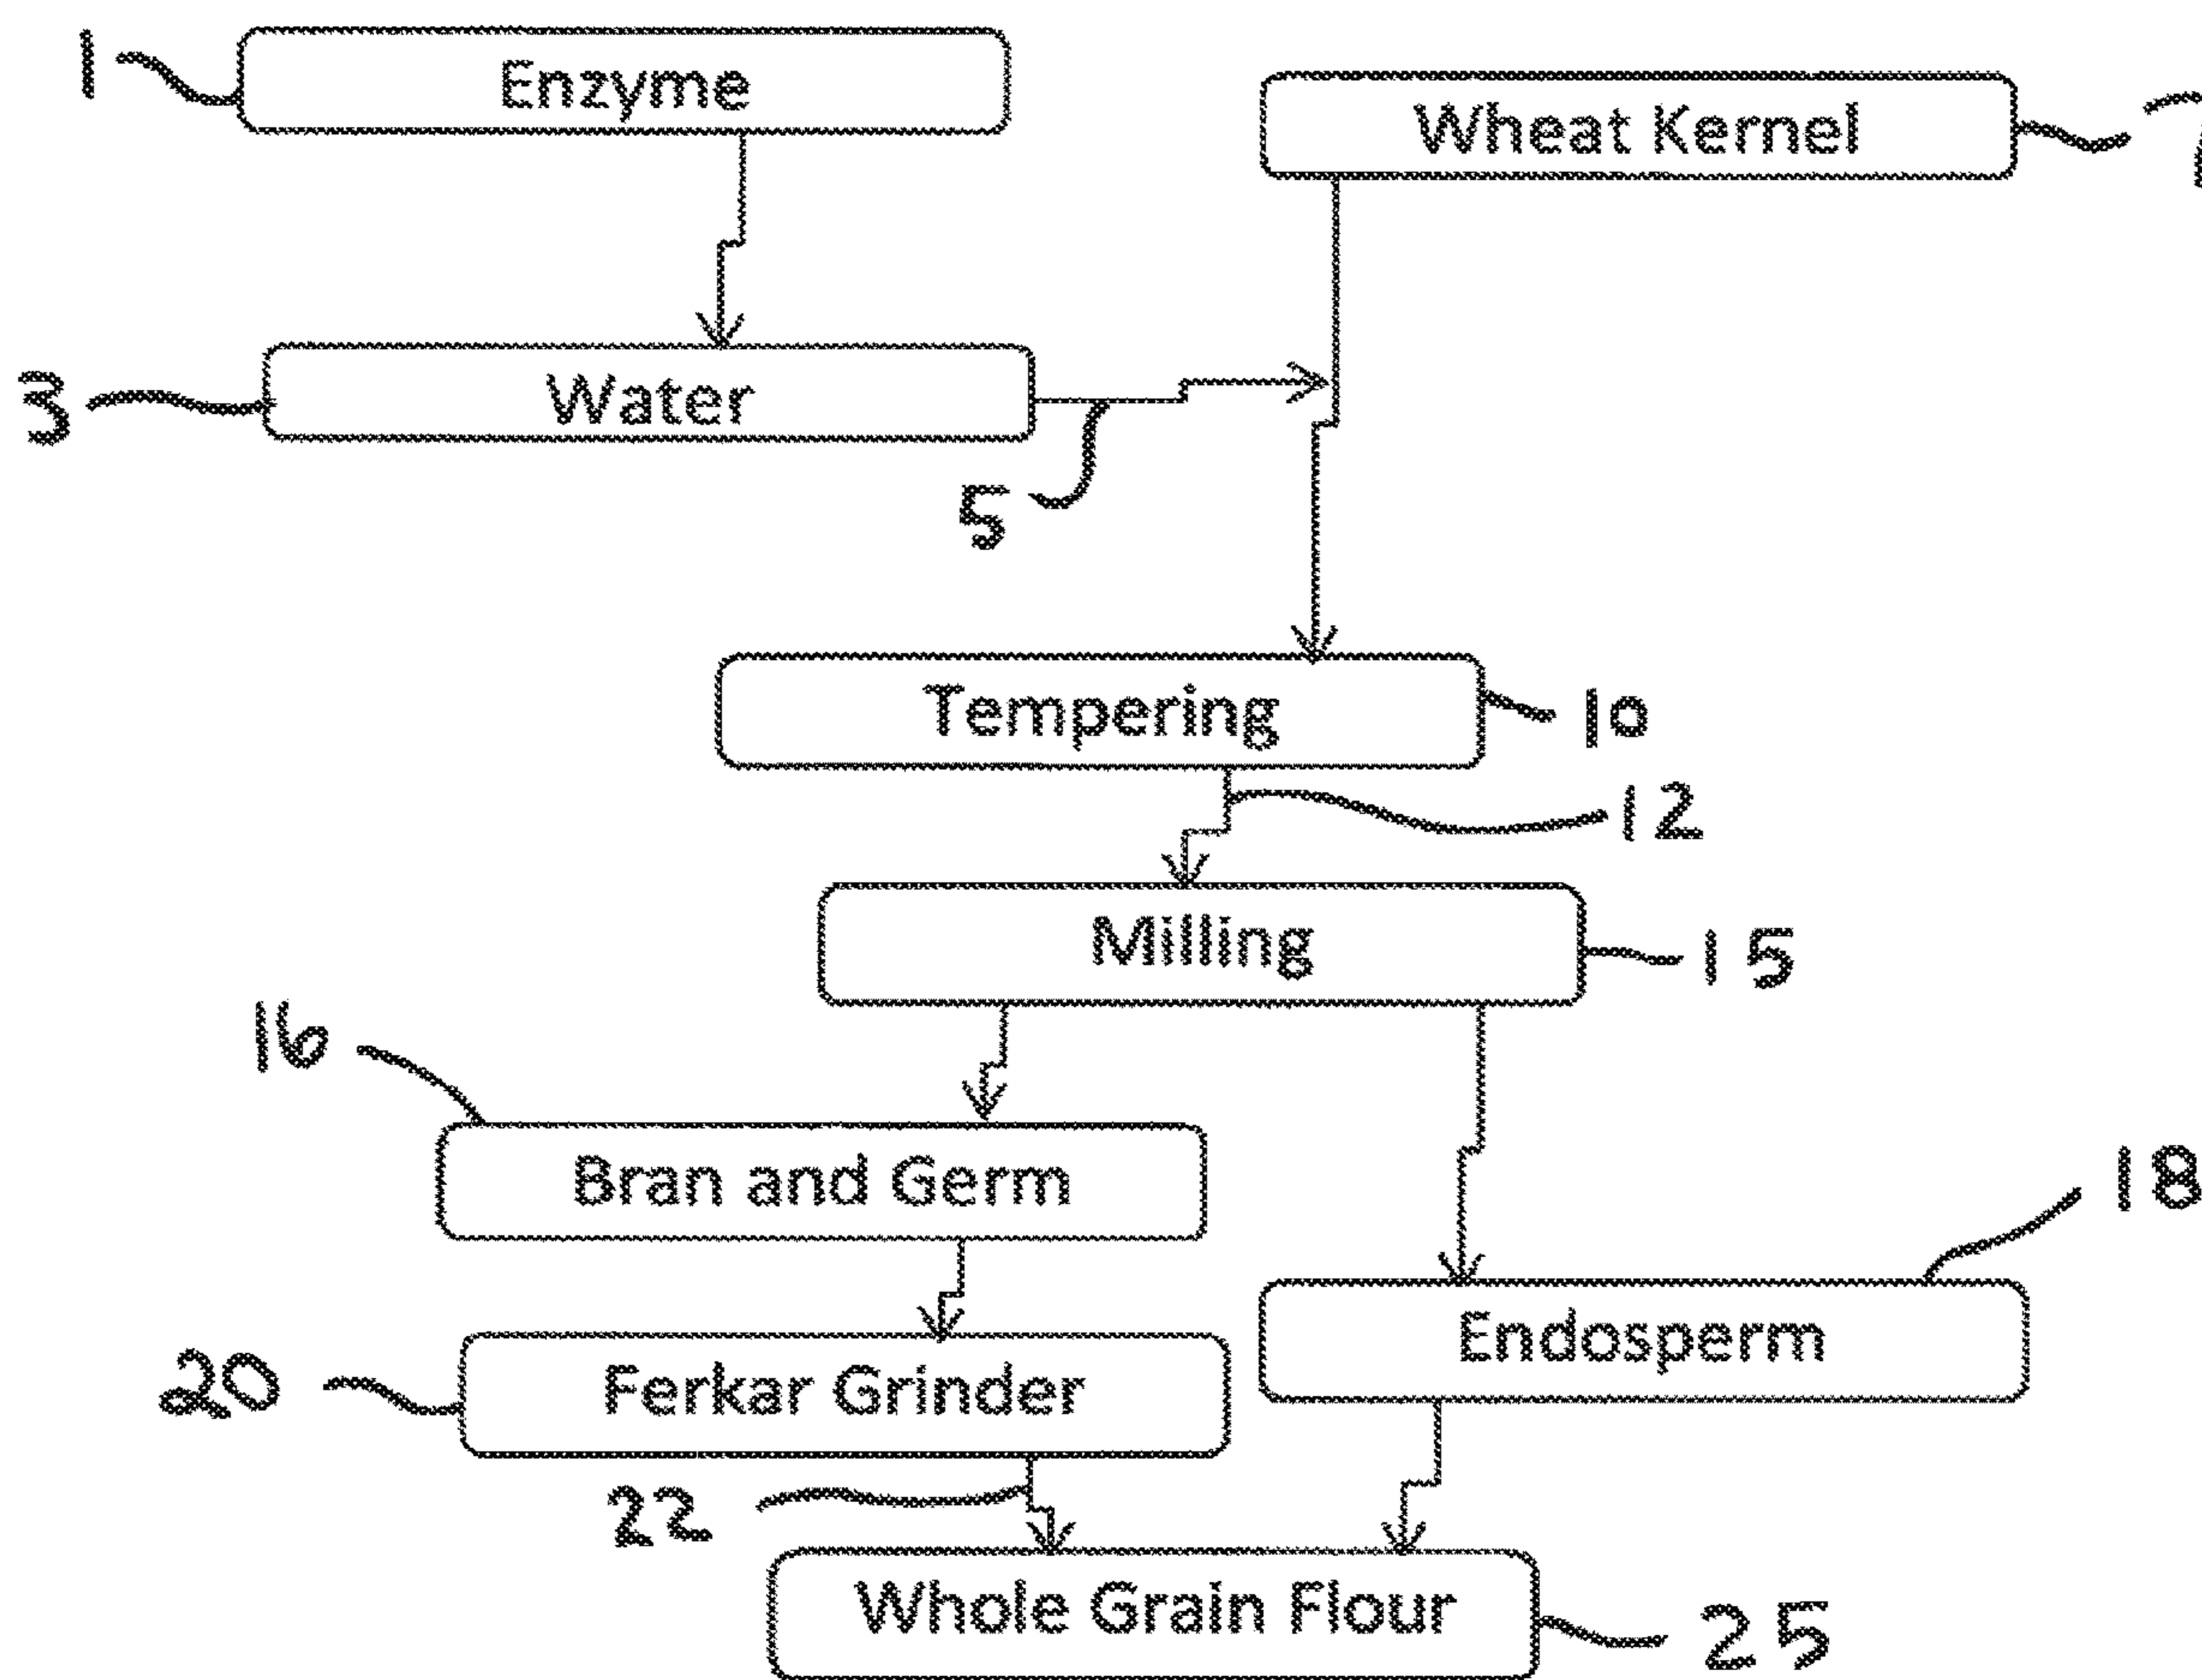 1 Enzyme
Wheat Kernel
3 Water
5
Tempering 10
12
Milling 15
16
Bran and Germ
18
Endosperm
20 Ferkar Grinder
22
Whole Grain Flour 25